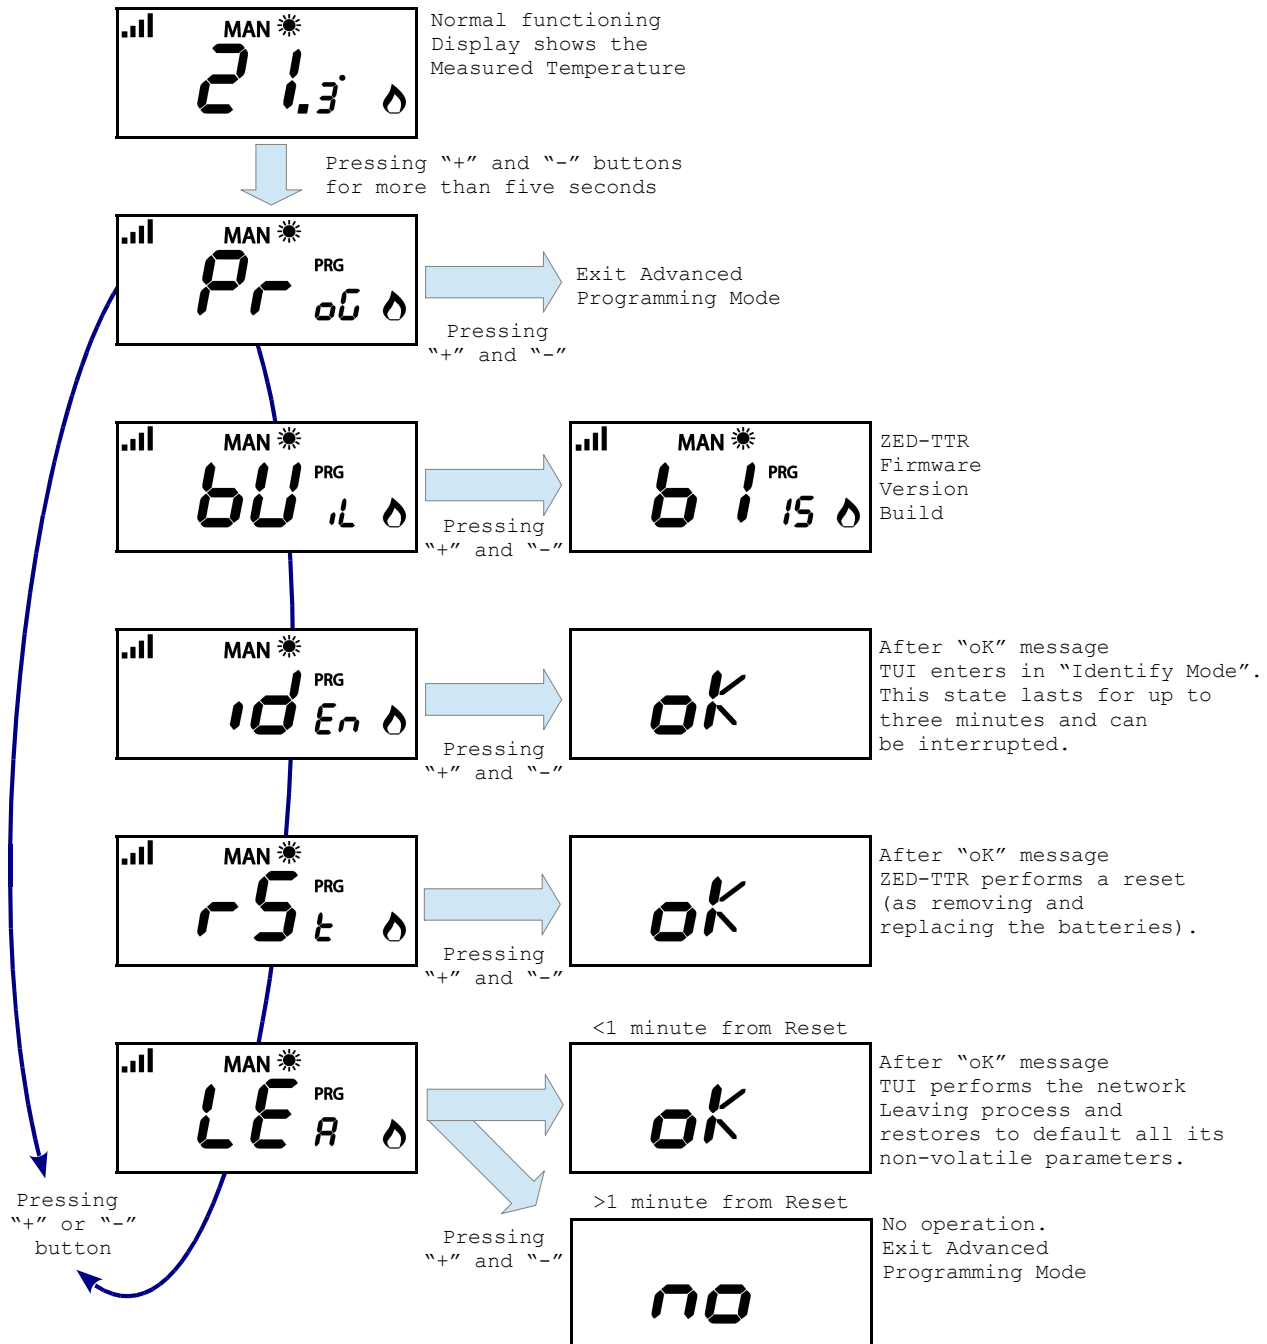 MAN
21.3°
Normal functioning
Display shows the
Measured Temperature
Pressing “+” and “-” buttons
for more than five seconds
MAN
PRG
Pr oG
Exit Advanced
Programming Mode
Pressing
“+” and “-”
MAN
PRG
bU iL
Pressing
“+” and “-”
MAN
PRG
b1 15
ZED-TTR
Firmware
Version
Build
MAN
PRG
id En
Pressing
“+” and “-”
oK
After “oK” message
TUI enters in “Identify Mode”.
This state lasts for up to
three minutes and can
be interrupted.
MAN
PRG
rS t
Pressing
“+” and “-”
oK
After “oK” message
ZED-TTR performs a reset
(as removing and
replacing the batteries).
MAN
PRG
LE A
<1 minute from Reset
oK
After “oK” message
TUI performs the network
Leaving process and
restores to default all its
non-volatile parameters.
Pressing
“+” or “-”
button
Pressing
“+” and “-”
>1 minute from Reset
no
No operation.
Exit Advanced
Programming Mode